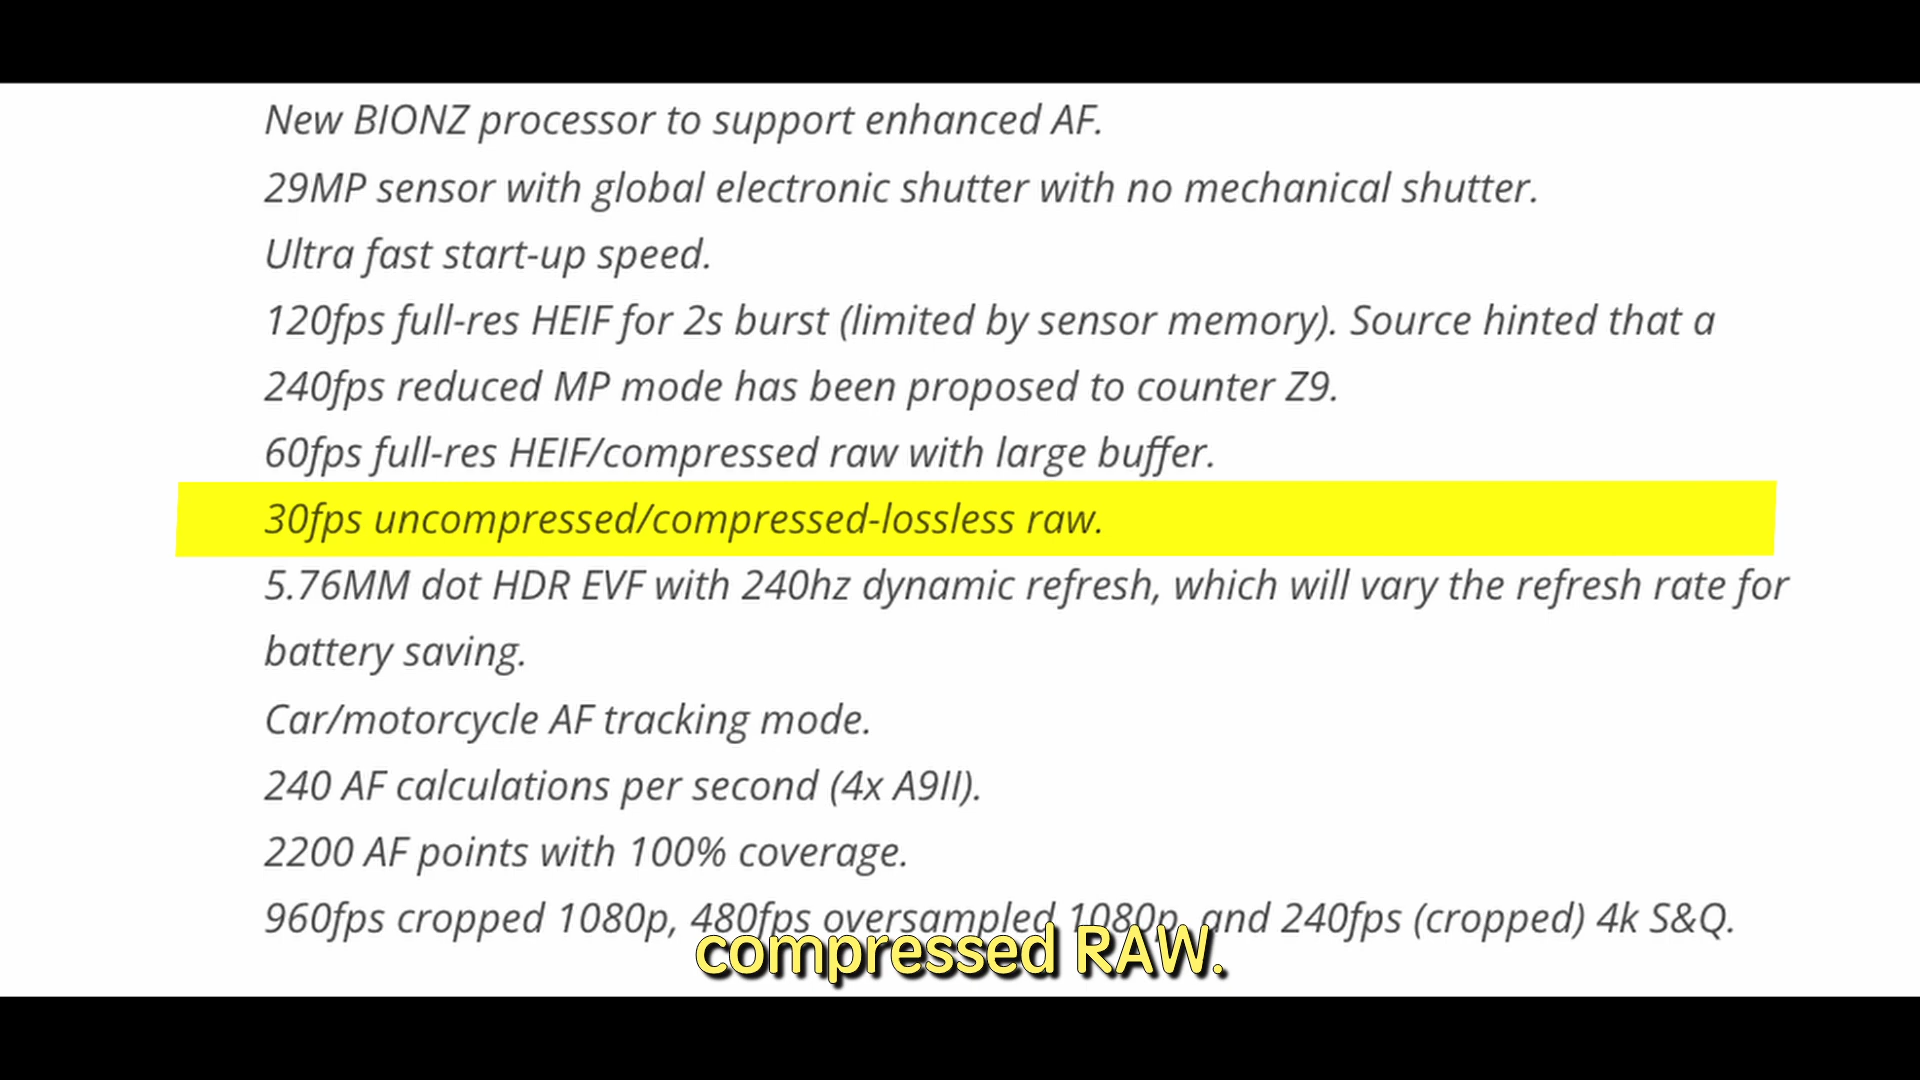 New BIONZ processor to support enhanced AF.
29MP sensor with global electronic shutter with no mechanical shutter.
Ultra fast start-up speed.
120fps full-res HEIF for 2s burst (limited by sensor memory). Source hinted that a
240fps reduced MP mode has been proposed to counter Z9.
60fps full-res HEIF/compressed raw with large buffer.
30fps uncompressed/compressed-lossless raw.
5.76MM dot HDR EVF with 240hz dynamic refresh, which will vary the refresh rate for
battery saving.
Car/motorcycle AF tracking mode.
240 AF calculations per second (4x A9II).
2200 AF points with 100% coverage.
960fps cropped 1080p, 480fps oversampled 1080p, and 240fps (cropped) 4k S&Q.
compressed RAW.